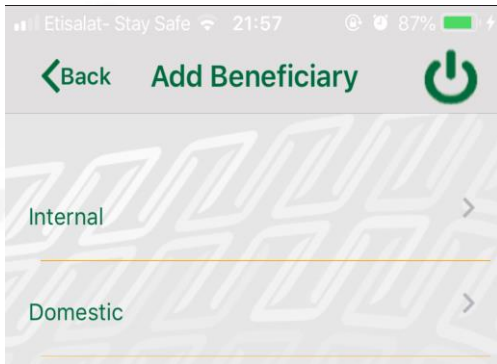 Etisalat- Stay Safe 21:57 87%
Back Add Beneficiary
Internal
Domestic